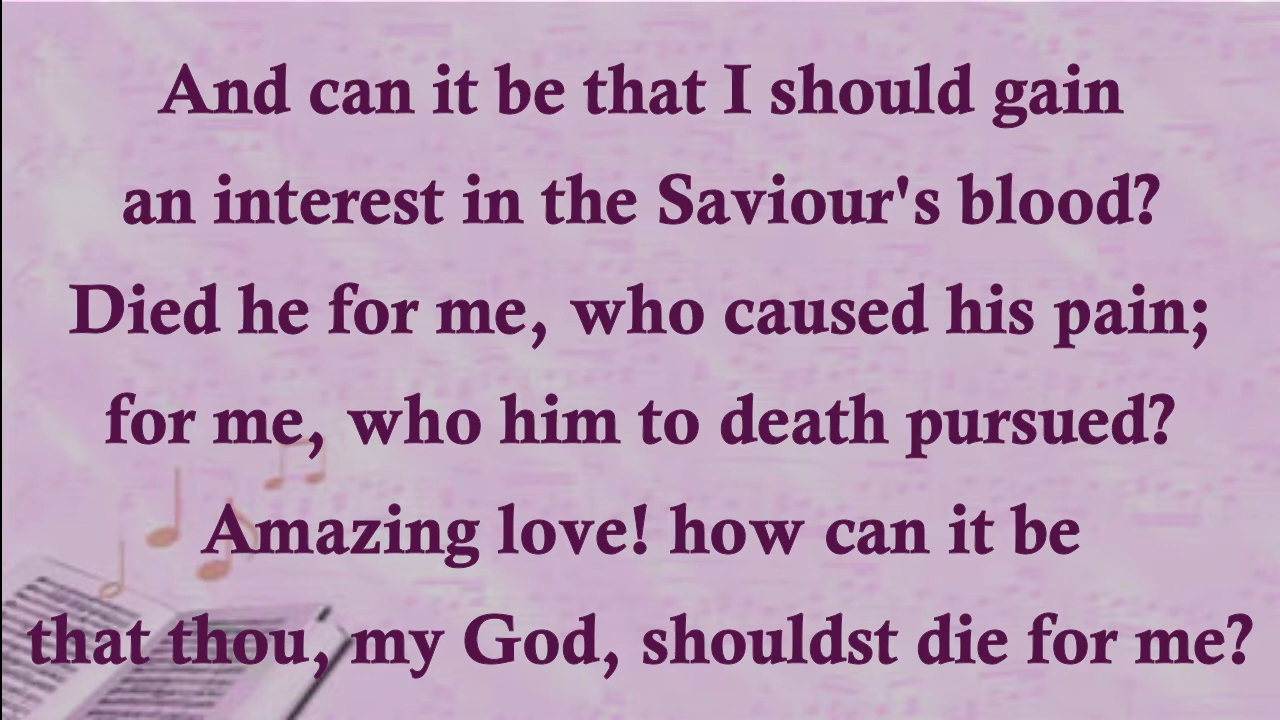 And can it be that I should gain
an interest in the Saviour's blood?
Died he for me, who caused his pain;
for me, who him to death pursued?
Amazing love! how can it be
that thou, my God, shouldst die for me?